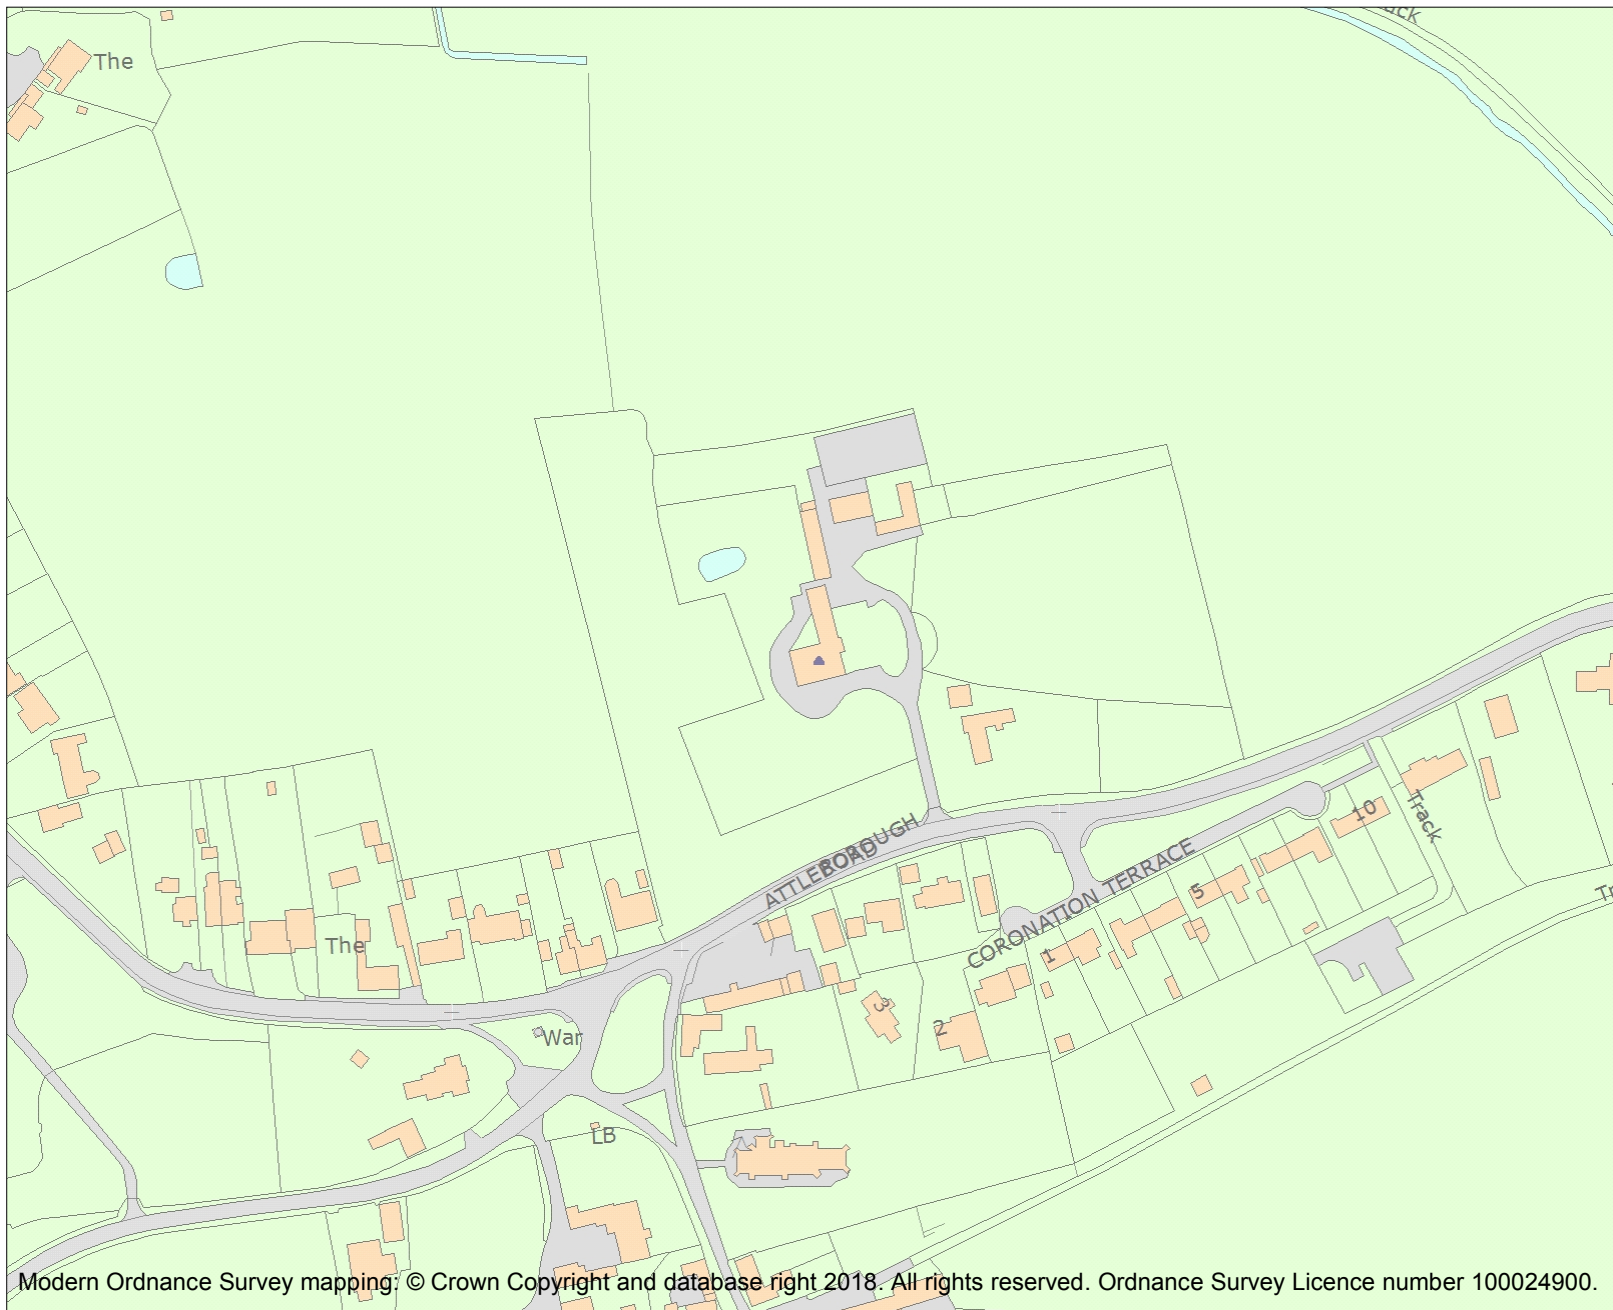 The
ATTLEBOROUGH
ROAD
CORONATION TERRACE
10
Track
5
1
The
3
2
War
LB
Modern Ordnance Survey mapping: © Crown Copyright and database right 2018. All rights reserved. Ordnance Survey Licence number 100024900.